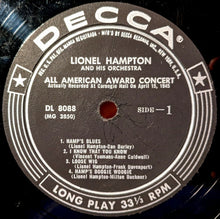 DECCA
LIONEL HAMPTON
AND HIS ORCHESTRA
ALL AMERICAN AWARD CONCERT
Actually Recorded At Carnegie Hall On April 15, 1945
DL 8088
(MG 2050)
SIDE - 1
1 HAMP'S BLUES
(Lionel Hampton-Dan Burley)
2 I KNOW THAT YOU KNOW
(Vincent Youmans-Anne Caldwell)
3 LOOSE WIG
(Lionel Hampton-Frank Davenport)
4 HAMP'S BOOGIE WOOGIE
(Lionel Hampton-Milton Buckner)
LONG PLAY 33⅓ RPM